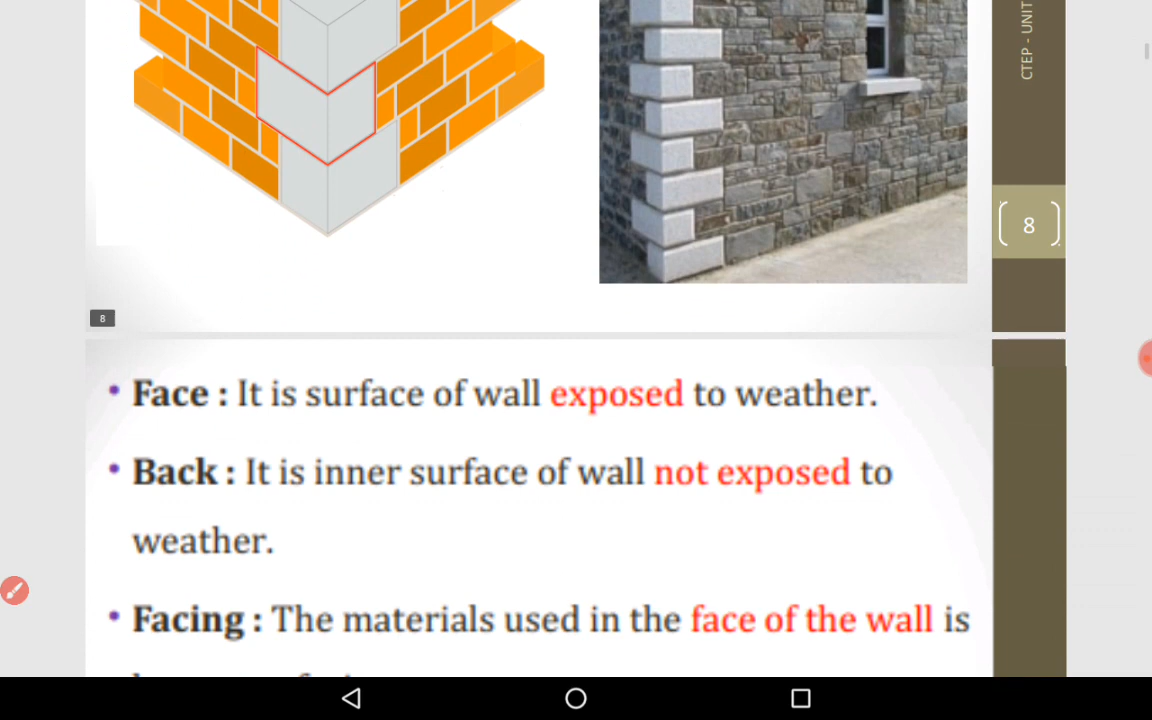 CTEP - UNIT
8
8
• Face : It is surface of wall exposed to weather.
• Back : It is inner surface of wall not exposed to
weather.
• Facing : The materials used in the face of the wall is